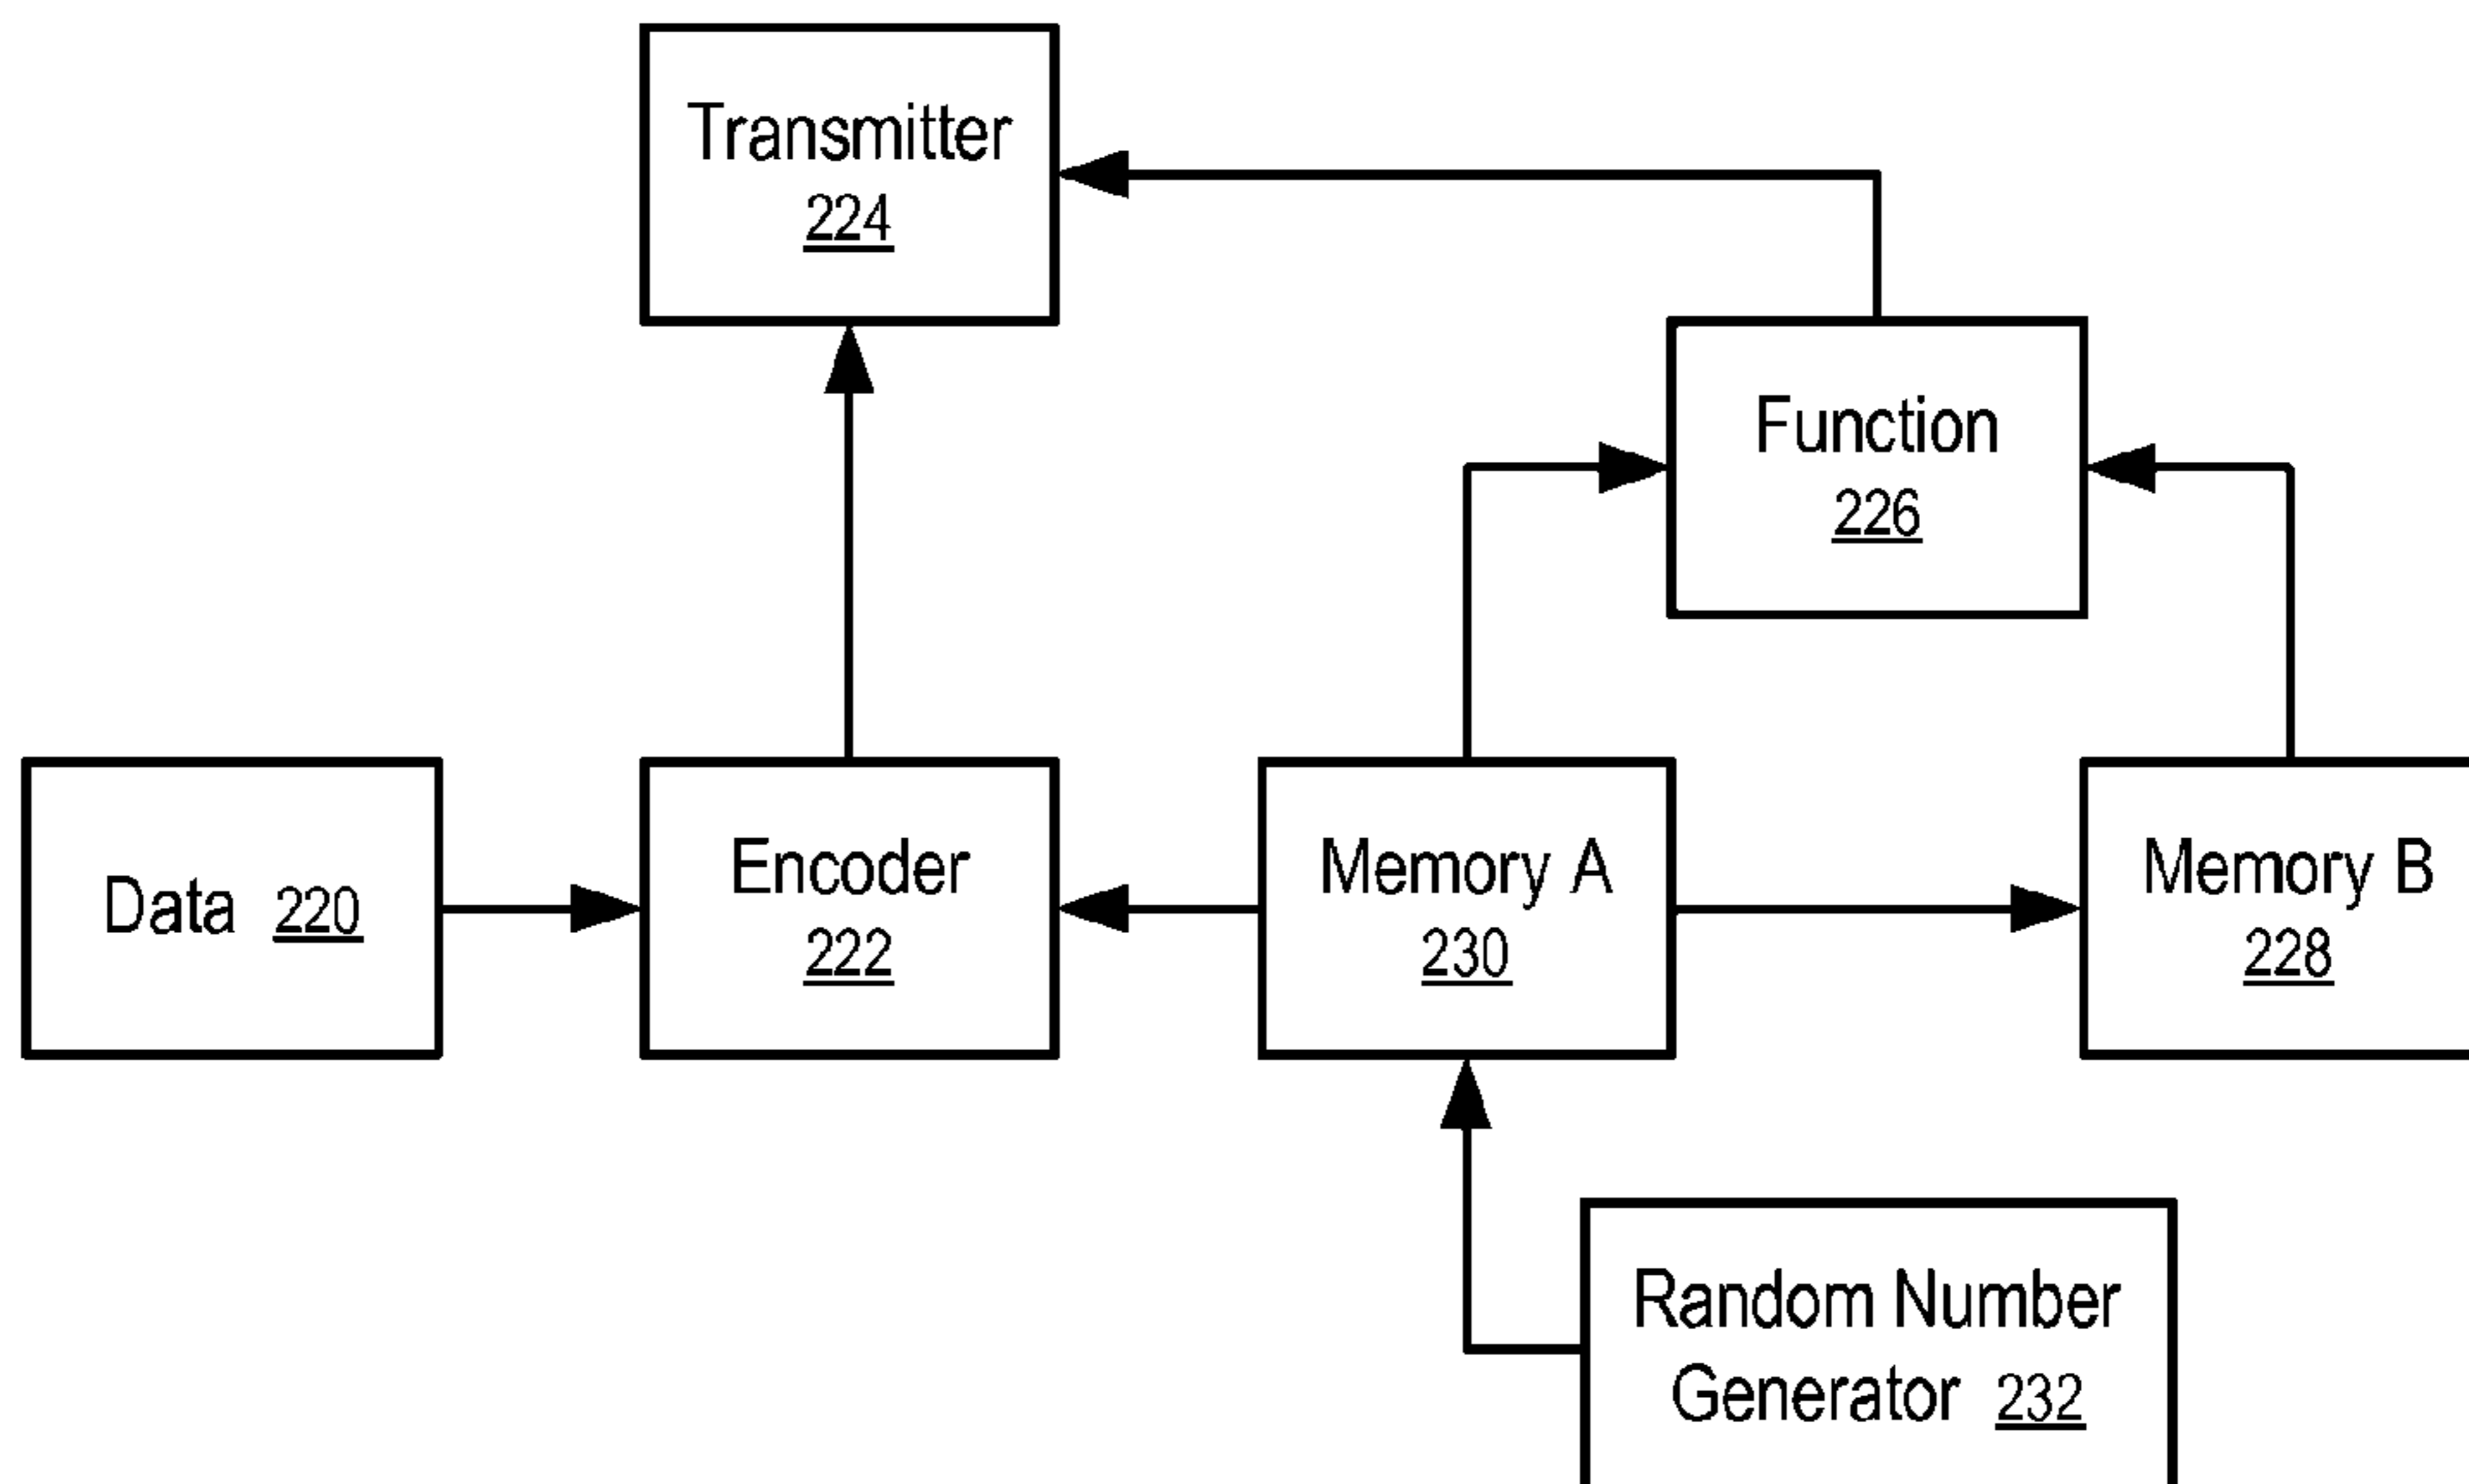 Transmitter
224
Function
226
Data 220
Encoder
222
Memory A
230
Memory B
228
Random Number
Generator 232